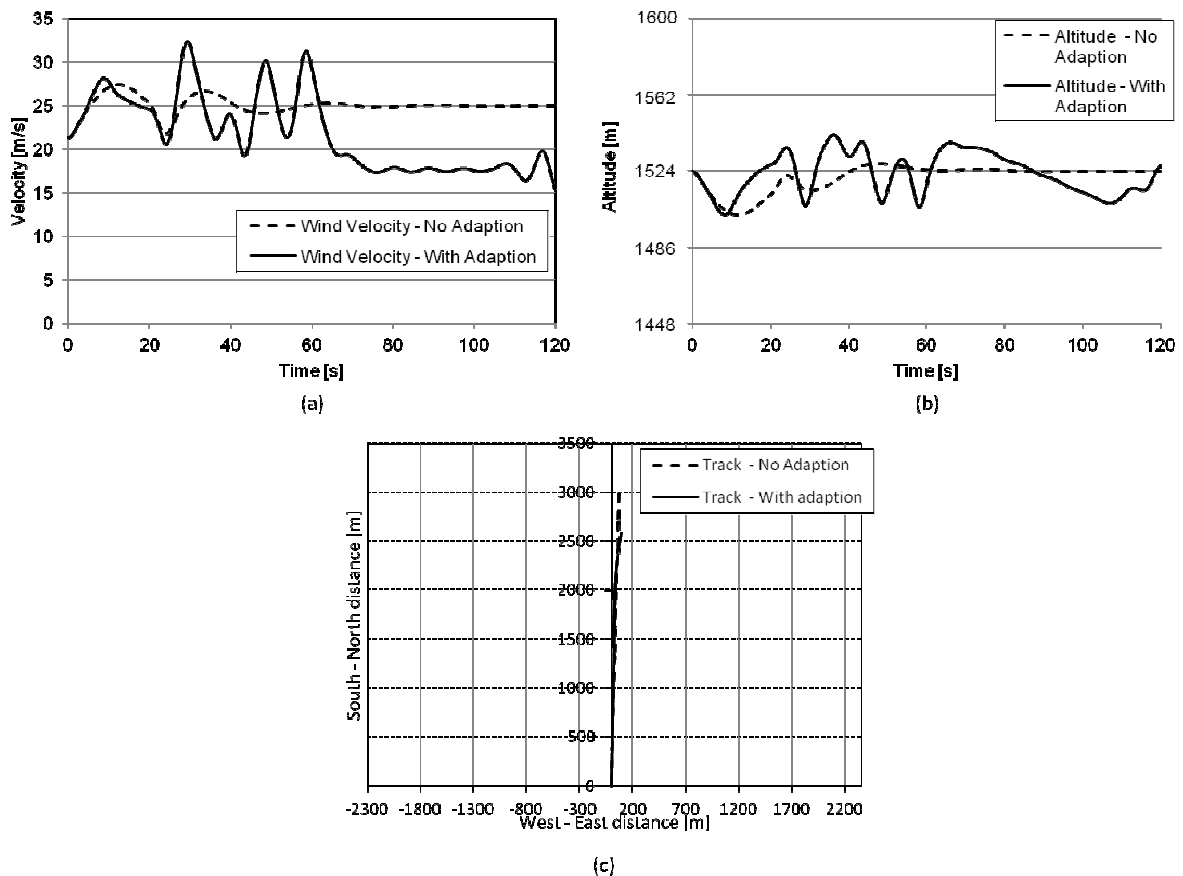 35
30
25
20
15
10
5
0
Velocity [m/s]
Wind Velocity - No Adaption
Wind Velocity - With Adaption
0 20 40 60 80 100 120
Time [s]
(a)
1600
1562
1524
1486
1448
Altitude [m]
Altitude - No
Adaption
Altitude - With
Adaption
0 20 40 60 80 100 120
Time [s]
(b)
3500
3000
2500
2000
1500
1000
500
0
South - North distance [m]
Track - No Adaption
Track - With adaption
-2300 -1800 -1300 -800 -300 200 700 1200 1700 2200
West - East distance [m]
(c)